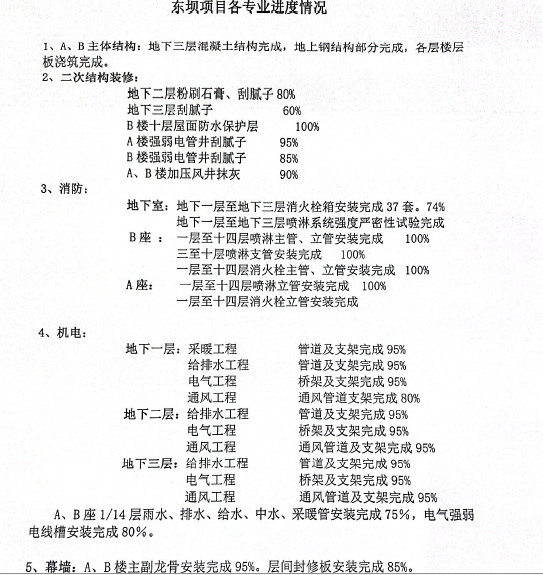 东坝项目各专业进度情况
1、A、B主体结构：地下三层混凝土结构完成，地上钢结构部分完成，各层楼层
板浇筑完成。
2、二次结构装修：
地下二层粉刷石膏、刮腻子 80%
地下三层刮腻子 60%
B楼十层屋面防水保护层 100%
A楼强弱电管井刮腻子 95%
B楼强弱电管井刮腻子 85%
A、B楼加压风井抹灰 90%
3、消防：
地下室：地下一层至地下三层消火栓箱安装完成37套。74%
地下一层至地下三层喷淋系统强度严密性试验完成
B座：一层至十四层喷淋主管、立管安装完成 100%
三至十层喷淋支管安装完成 100%
一层至十四层消火栓主管、立管安装完成 100%
A座：一层至十四层喷淋立管安装完成 100%
一层至十四层消火栓立管安装完成
4、机电：
地下一层：采暖工程 管道及支架完成 95%
给排水工程 管道及支架完成 95%
电气工程 桥架及支架完成 95%
通风工程 通风管道支架完成 80%
地下二层：给排水工程 管道及支架完成 95%
电气工程 桥架及支架完成 95%
通风工程 通风管道及支架完成 95%
地下三层：给排水工程 管道及支架完成 95%
电气工程 桥架及支架完成 95%
通风工程 通风管道及支架完成 95%
A、B座 1/14 层雨水、排水、给水、中水、采暖管安装完成 75%，电气强弱
电线槽安装完成 80%。
5、幕墙：A、B楼主副龙骨安装完成 95%。层间封修板安装完成 85%。